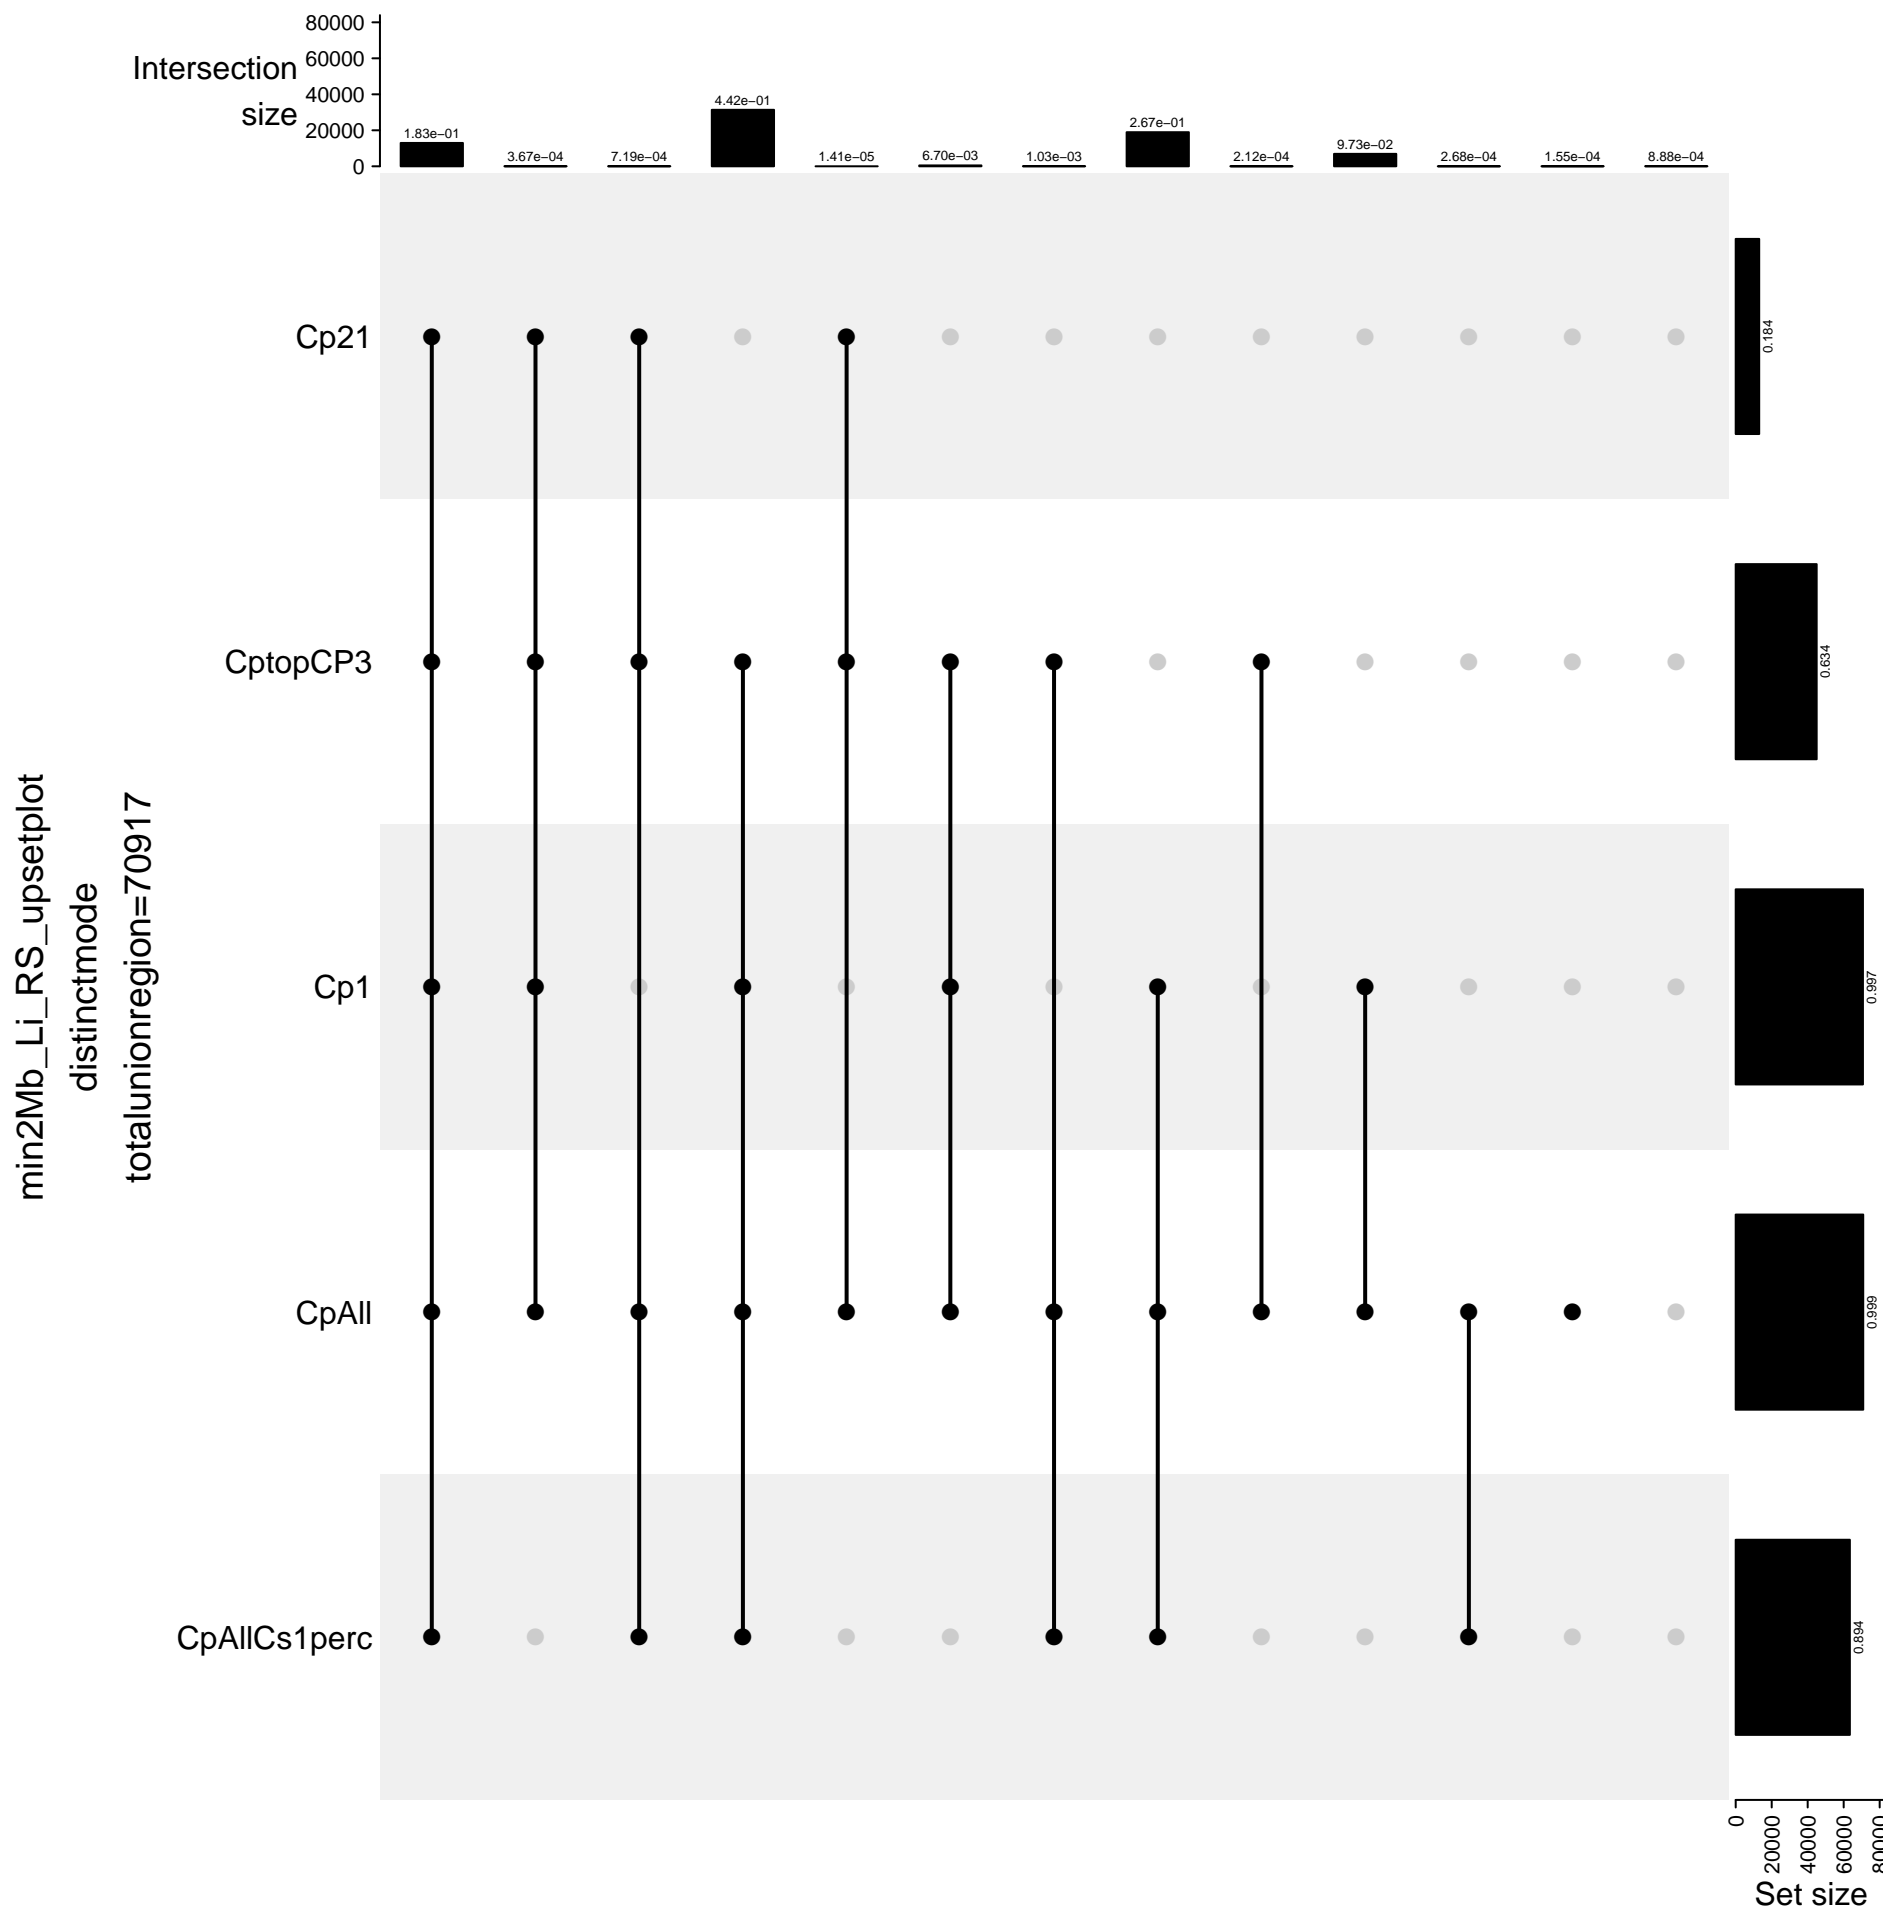 80000
60000
40000
20000
0
Intersection
size
1.83e−01
3.67e−04
7.19e−04
4.42e−01
1.41e−05
6.70e−03
1.03e−03
2.67e−01
2.12e−04
9.73e−02
2.68e−04
1.55e−04
8.88e−04
Cp21
0.184
CptopCP3
0.634
min2Mb_Li_RS_upsetplot
distinctmode
totalunionregion=70917
Cp1
0.997
CpAll
0.999
CpAllCs1perc
0.894
0
20000
40000
60000
80000
Set size